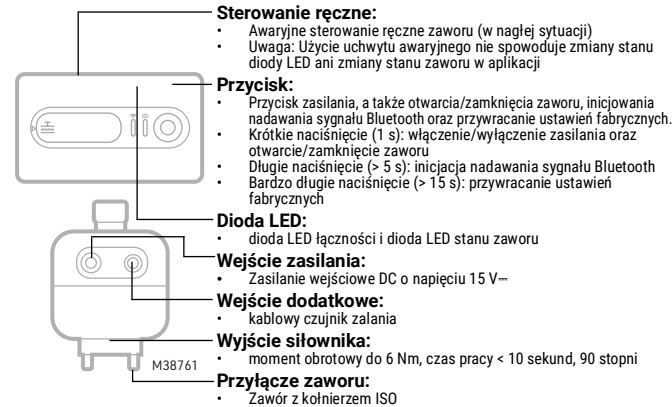 Sterowanie ręczne:
• Awaryjne sterowanie ręczne zaworu (w nagłej sytuacji)
• Uwaga: Użycie uchwytu awaryjnego nie spowoduje zmiany stanu
diody LED ani zmiany stanu zaworu w aplikacji
Przycisk:
• Przycisk zasilania, a także otwarcia/zamknięcia zaworu, inicjowania
nadawania sygnału Bluetooth oraz przywracanie ustawień fabrycznych.
• Krótkie naciśnięcie (1 s): włączenie/wyłączenie zasilania oraz
otwarcie/zamknięcie zaworu
• Długie naciśnięcie (> 5 s): inicjacja nadawania sygnału Bluetooth
• Bardzo długie naciśnięcie (> 15 s): przywracanie ustawień
fabrycznych
Dioda LED:
• dioda LED łączności i dioda LED stanu zaworu
Wejście zasilania:
• Zasilanie wejściowe DC o napięciu 15 V⎓
Wejście dodatkowe:
• kablowy czujnik zalania
Wyjście siłownika:
• moment obrotowy do 6 Nm, czas pracy < 10 sekund, 90 stopni
M38761
Przyłącze zaworu:
• Zawór z kołnierzem ISO